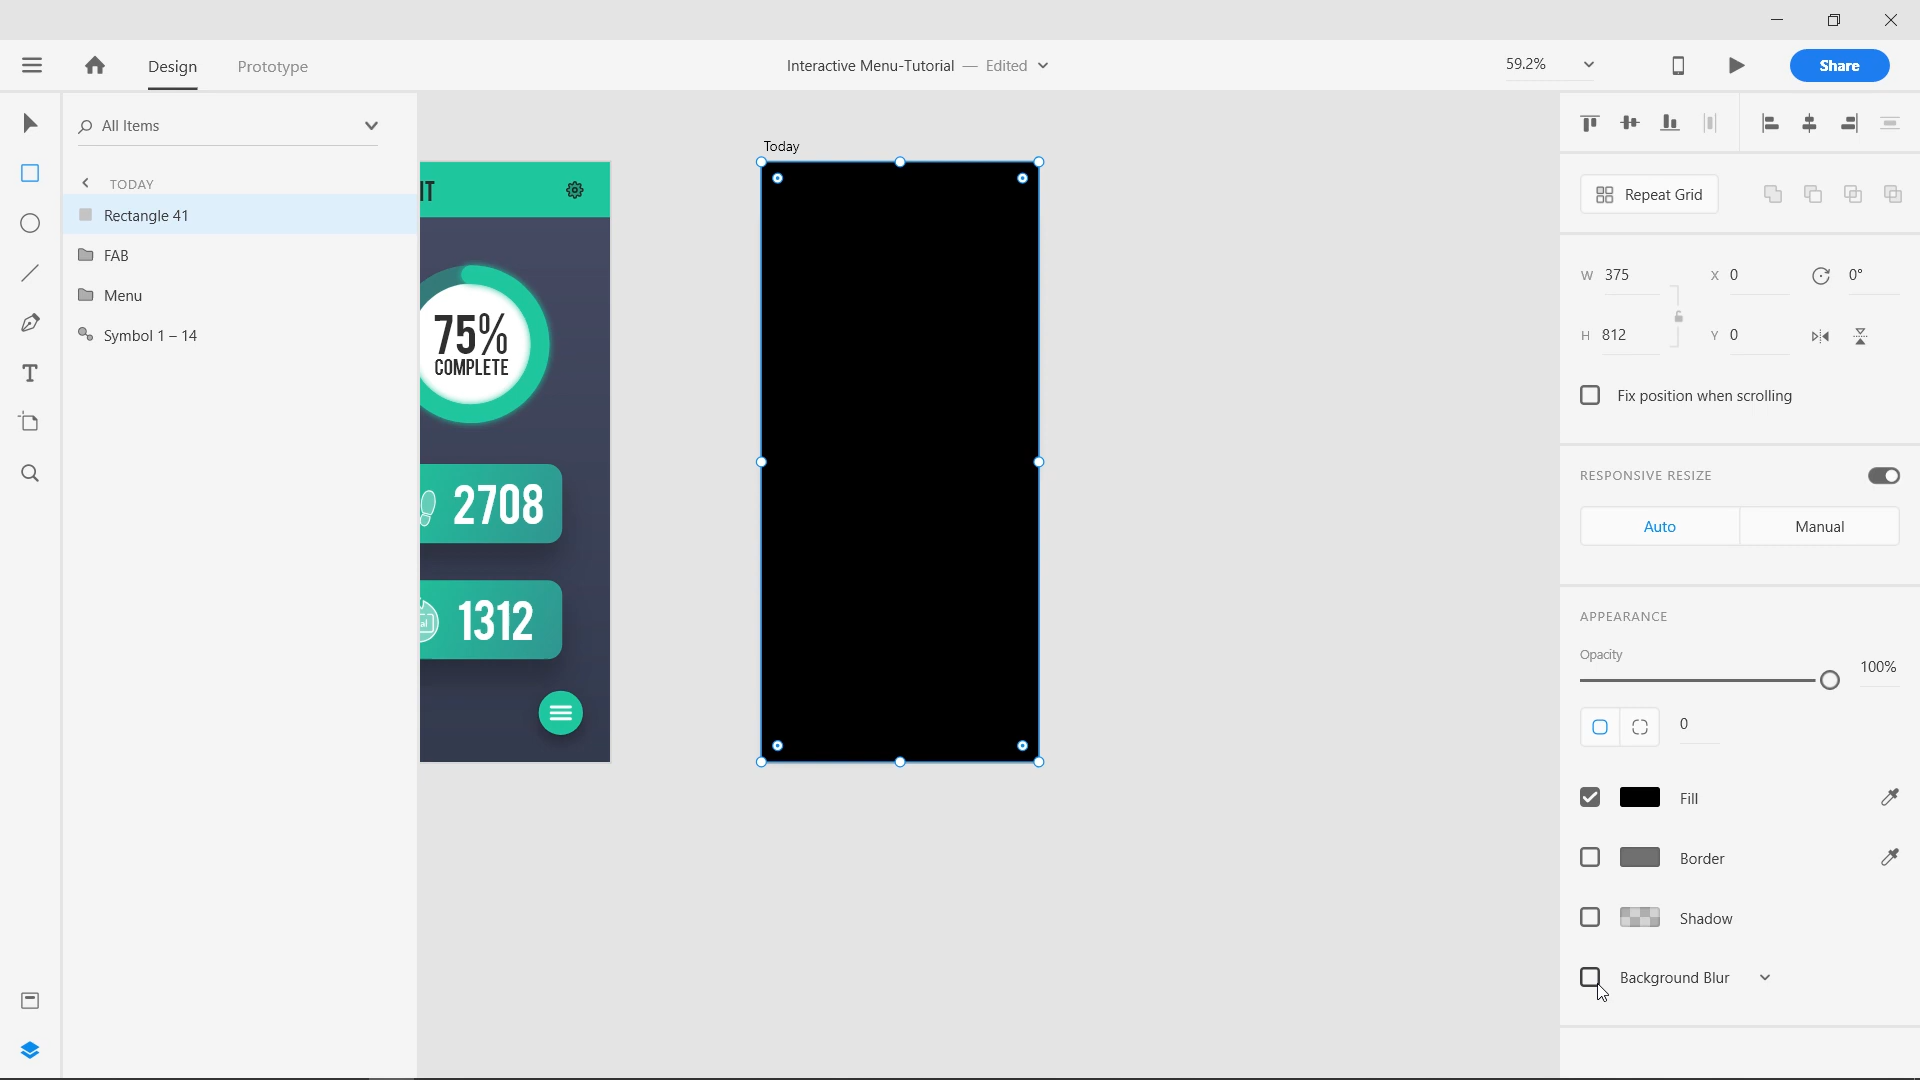 Design
Prototype
Interactive Menu-Tutorial — Edited
59.2%
Share
All Items
TODAY
Rectangle 41
FAB
Menu
Symbol 1 – 14
Today
IT
75%
COMPLETE
2708
al
1312
Repeat Grid
W 375
X 0
0°
H 812
Y 0
Fix position when scrolling
RESPONSIVE RESIZE
Auto
Manual
APPEARANCE
Opacity
100%
0
Fill
Border
Shadow
Background Blur